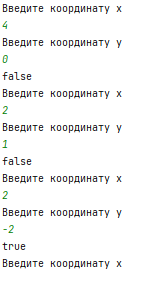 Введите координату x
4
Введите координату y
0
false
Введите координату x
2
Введите координату y
1
false
Введите координату x
2
Введите координату y
-2
true
Введите координату x